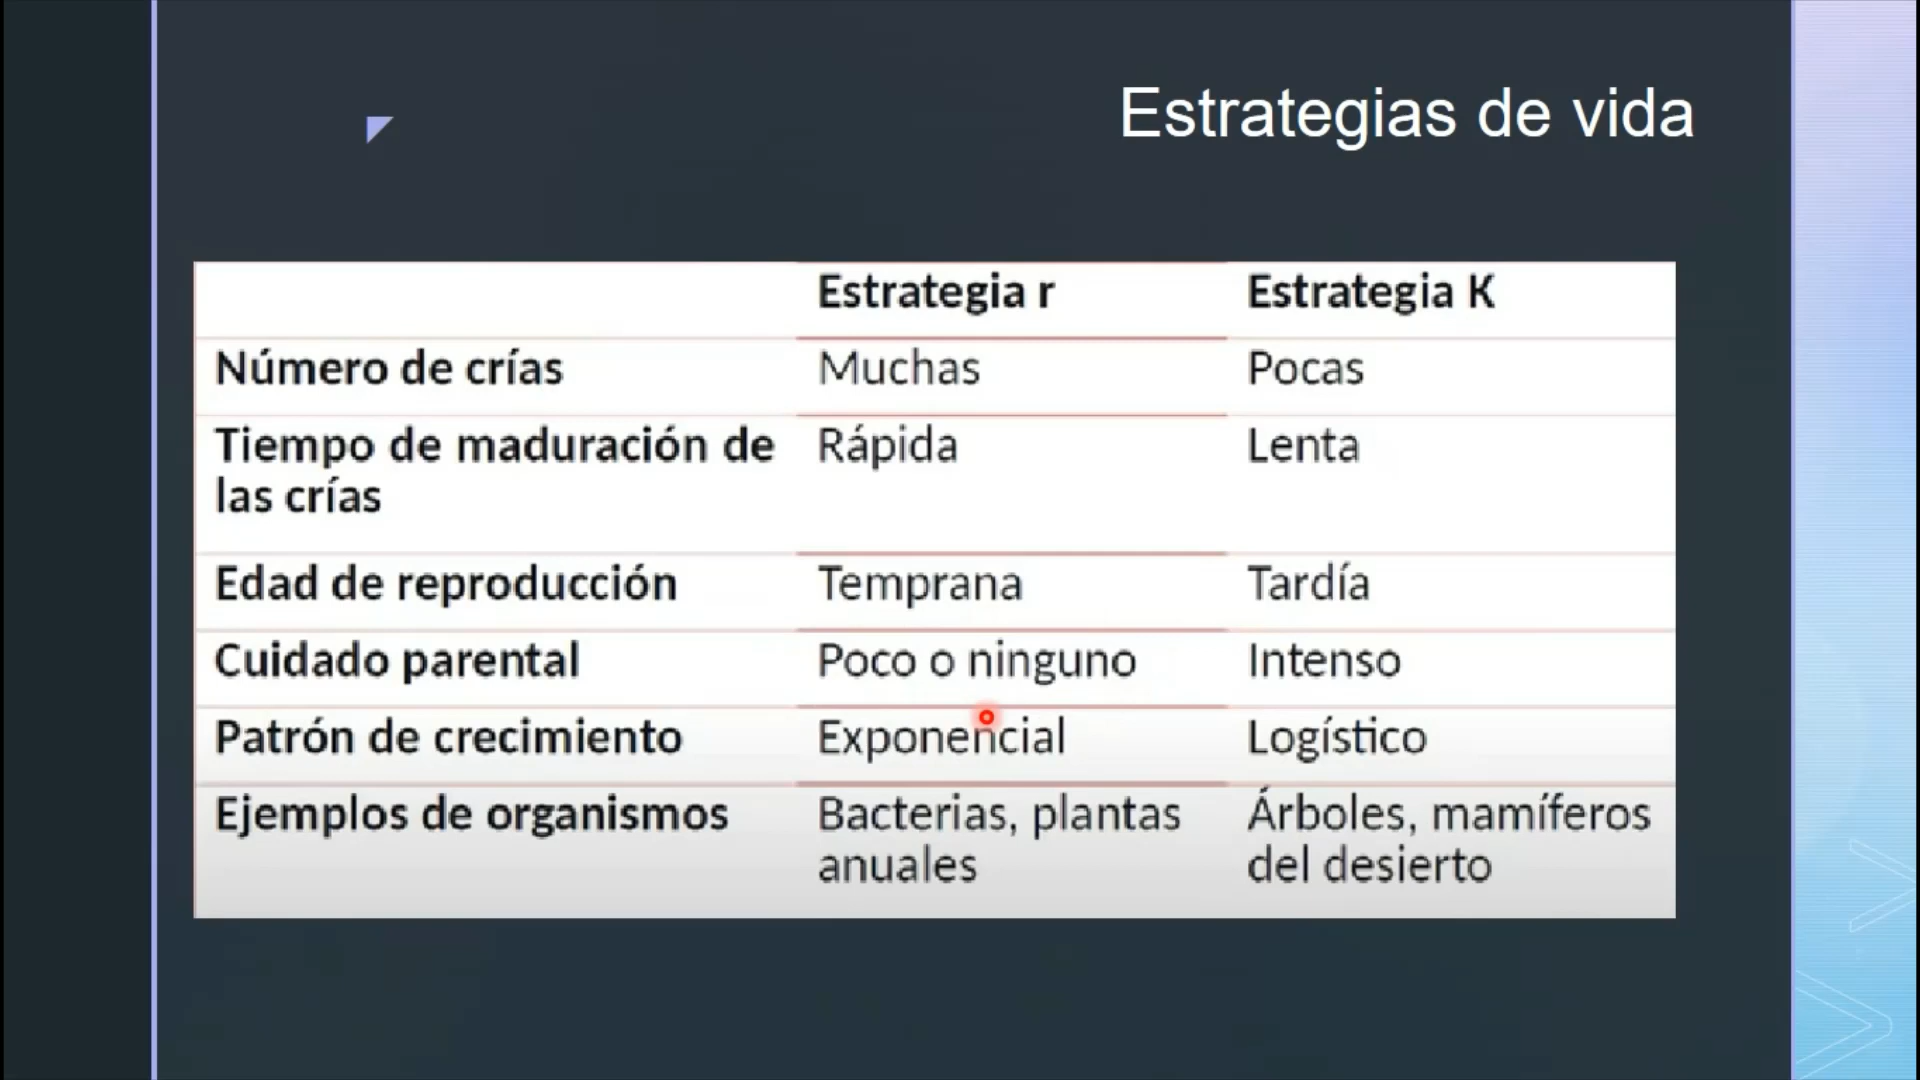 Estrategias de vida
Estrategia r Estrategia K
Número de crías Muchas Pocas
Tiempo de maduración de Rápida Lenta
las crías
Edad de reproducción Temprana Tardía
Cuidado parental Poco o ninguno Intenso
Patrón de crecimiento Exponencial Logístico
Ejemplos de organismos Bacterias, plantas Árboles, mamíferos
anuales del desierto